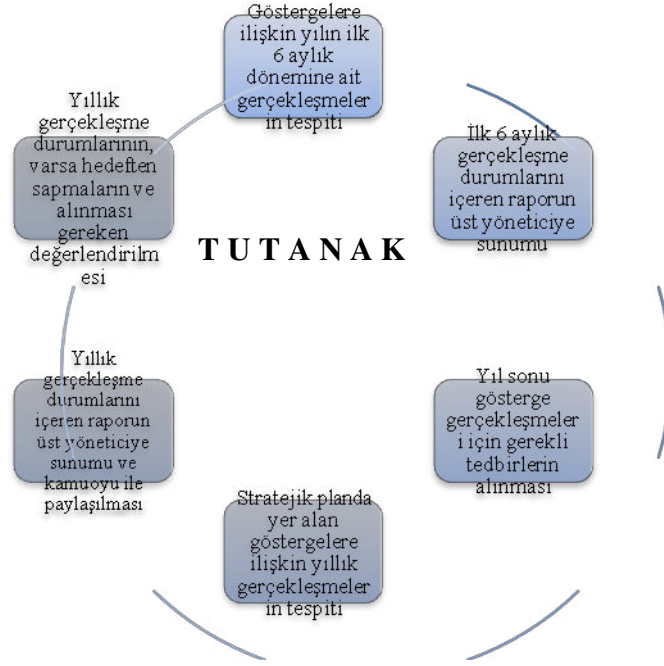 Göstergelere
ilişkin yılın ilk
6 aylık
dönemine ait
gerçekleşmeler
in tespiti
İlk 6 aylık
gerçekleşme
durumlarını
içeren raporun
üst yöneticiye
sunumu
Yıl sonu
gösterge
gerçekleşmeler
i için gerekli
tedbirlerin
alınması
Stratejik planda
yer alan
göstergelere
ilişkin yıllık
gerçekleşmeler
in tespiti
Yıllık
gerçekleşme
durumlarını
içeren raporun
üst yöneticiye
sunumu ve
kamuoyu ile
paylaşılması
Yıllık
gerçekleşme
durumlarının,
varsa hedeften
sapmaların ve
alınması
gereken
değerlendirilm
esi
T U T A N A K